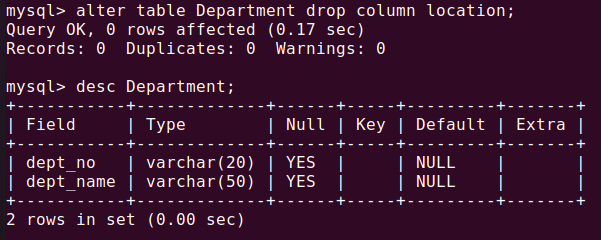 mysql> alter table Department drop column location;
Query OK, 0 rows affected (0.17 sec)
Records: 0  Duplicates: 0  Warnings: 0

mysql> desc Department;
+-----------+-------------+------+-----+---------+-------+
| Field     | Type        | Null | Key | Default | Extra |
+-----------+-------------+------+-----+---------+-------+
| dept_no   | varchar(20) | YES  |     | NULL    |       |
| dept_name | varchar(50) | YES  |     | NULL    |       |
+-----------+-------------+------+-----+---------+-------+
2 rows in set (0.00 sec)